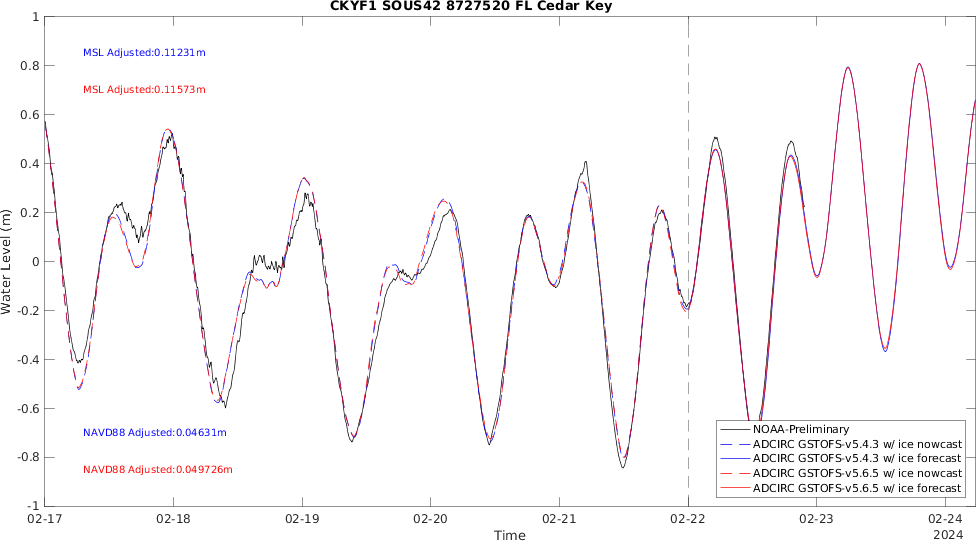 CKYF1 SOUS42 8727520 FL Cedar Key
MSL Adjusted:0.11231m
MSL Adjusted:0.11573m
NAVD88 Adjusted:0.04631m
NAVD88 Adjusted:0.049726m
Water Level (m)
1
0.8
0.6
0.4
0.2
0
-0.2
-0.4
-0.6
-0.8
-1
NOAA-Preliminary
ADCIRC GSTOFS-v5.4.3 w/ ice nowcast
ADCIRC GSTOFS-v5.4.3 w/ ice forecast
ADCIRC GSTOFS-v5.6.5 w/ ice nowcast
ADCIRC GSTOFS-v5.6.5 w/ ice forecast
02-17 02-18 02-19 02-20 02-21 02-22 02-23 02-24
Time
2024